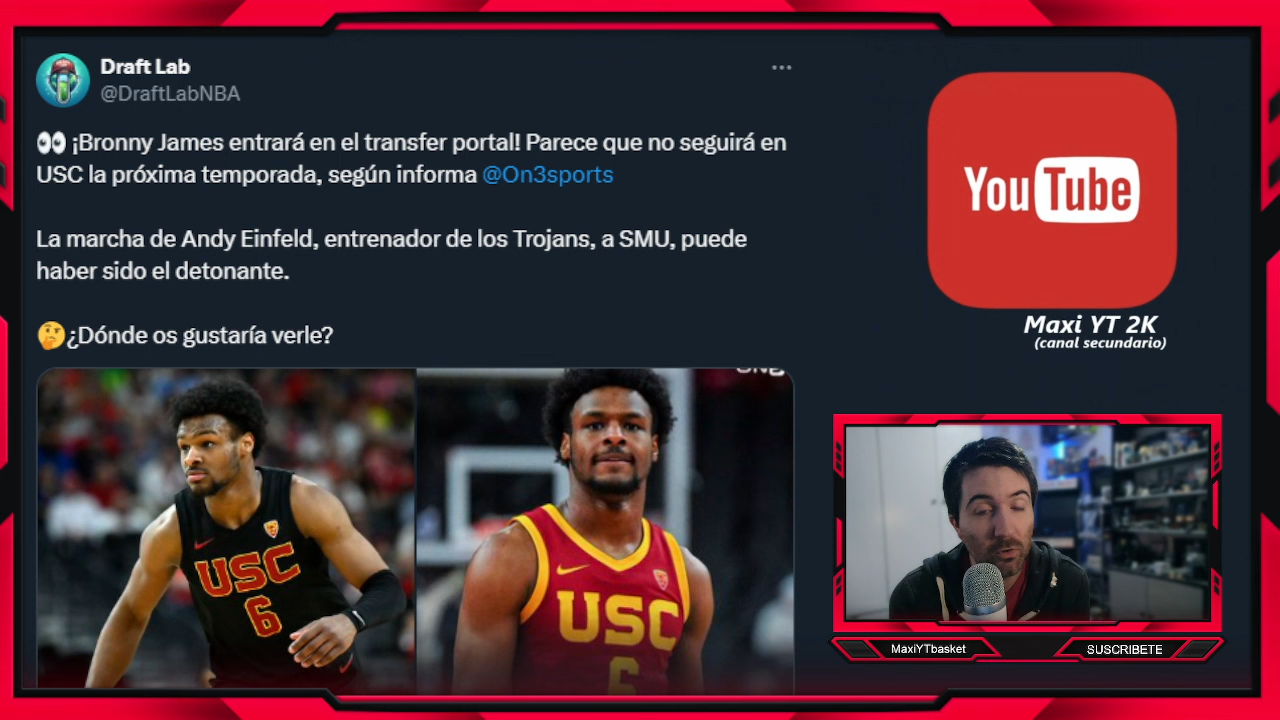 Draft Lab
@DraftLabNBA
👀 ¡Bronny James entrará en el transfer portal! Parece que no seguirá en
USC la próxima temporada, según informa @On3sports
La marcha de Andy Einfeld, entrenador de los Trojans, a SMU, puede
haber sido el detonante.
🤔¿Dónde os gustaría verle?
USC
6
USC
6
YouTube
Maxi YT 2K
(canal secundario)
MaxiYTbasket
SUSCRIBETE